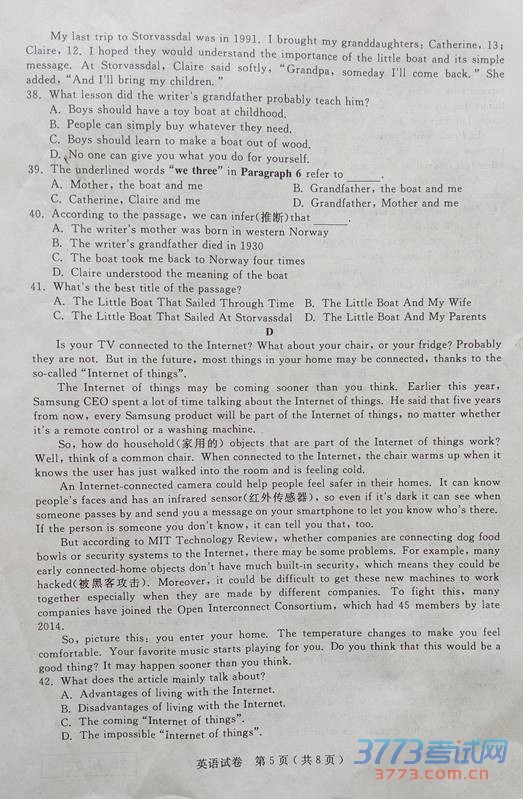 My last trip to Storvassdal was in 1991. I brought my granddaughters: Catherine, 13;
Claire, 12. I hoped they would understand the importance of the little boat and its simple
message. At Storvassdal, Claire said softly, “Grandpa, someday I'll come back.” She
added, “And I'll bring my children.”
38. What lesson did the writer's grandfather probably teach him?
A. Boys should have a toy boat at childhood.
B. People can simply buy whatever they need.
C. Boys should learn to make a boat out of wood.
D. No one can give you what you do for yourself.
39. The underlined words “we three” in Paragraph 6 refer to ______.
A. Mother, the boat and me B. Grandfather, the boat and me
C. Catherine, Claire and me D. Grandfather, Mother and me
40. According to the passage, we can infer(推断)that ______.
A. The writer's mother was born in western Norway
B. The writer's grandfather died in 1930
C. The boat took me back to Norway four times
D. Claire understood the meaning of the boat
41. What's the best title of the passage?
A. The Little Boat That Sailed Through Time B. The Little Boat And My Wife
C. The Little Boat That Sailed At Storvassdal D. The Little Boat And My Parents
D
Is your TV connected to the Internet? What about your chair, or your fridge? Probably
they are not. But in the future, most things in your home may be connected, thanks to the
so-called “Internet of things”.
The Internet of things may be coming sooner than you think. Earlier this year,
Samsung CEO spent a lot of time talking about the Internet of things. He said that five years
from now, every Samsung product will be part of the Internet of things, no matter whether
it's a remote control or a washing machine.
So, how do household(家用的) objects that are part of the Internet of things work?
Well, think of a common chair. When connected to the Internet, the chair warms up when it
knows the user has just walked into the room and is feeling cold.
An Internet-connected camera could help people feel safer in their homes. It can know
people's faces and has an infrared sensor(红外传感器), so even if it's dark it can see when
someone passes by and send you a message on your smartphone to let you know who's there.
If the person is someone you don't know, it can tell you that, too.
But according to MIT Technology Review, whether companies are connecting dog food
bowls or security systems to the Internet, there may be some problems. For example, many
early connected-home objects don't have much built-in security, which means they could be
hacked(被黑客攻击). Moreover, it could be difficult to get these new machines to work
together especially when they are made by different companies. To fight this, many
companies have joined the Open Interconnect Consortium, which had 45 members by late
2014.
So, picture this: you enter your home. The temperature changes to make you feel
comfortable. Your favorite music starts playing for you. Do you think that this would be a
good thing? It may happen sooner than you think.
42. What does the article mainly talk about?
A. Advantages of living with the Internet.
B. Disadvantages of living with the Internet.
C. The coming “Internet of things”.
D. The impossible “Internet of things”.
英语试卷 第5页(共8页)
3773考试网
3773.com.cn